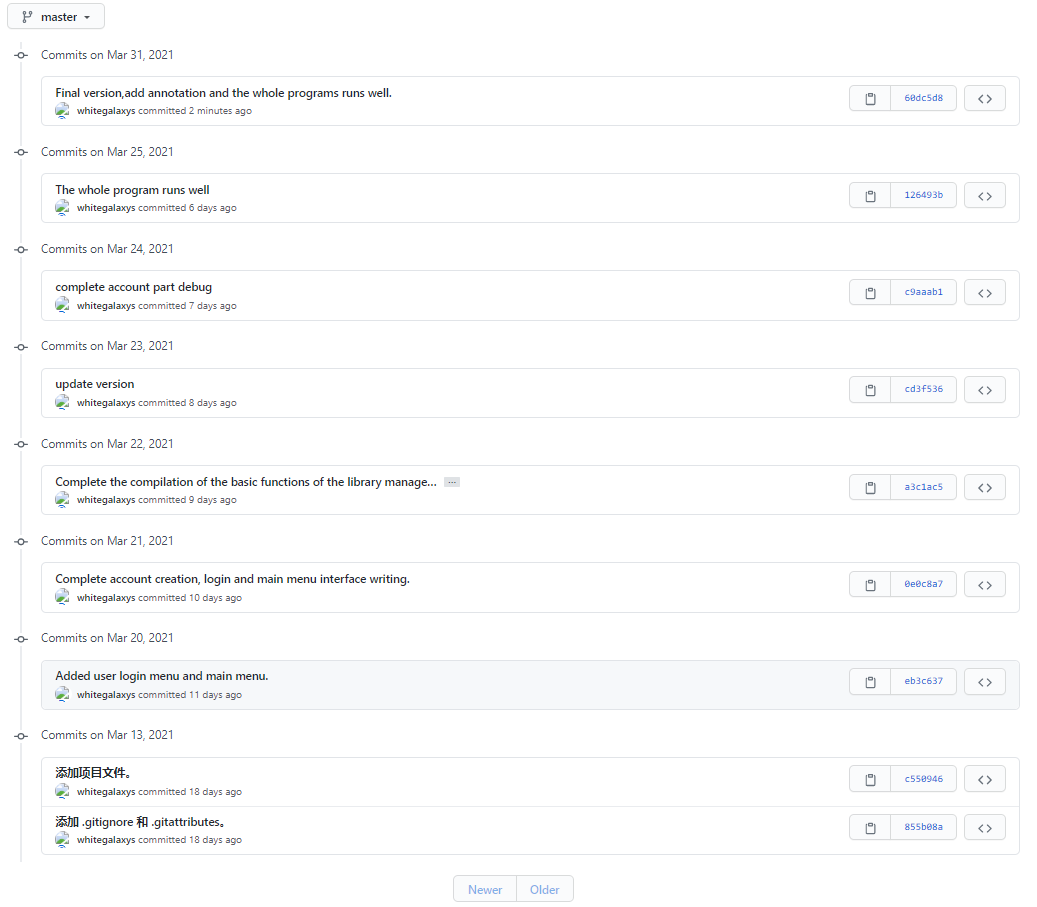 master
Commits on Mar 31, 2021
Final version,add annotation and the whole programs runs well.
60dc5d8
whitegalaxys committed 2 minutes ago
Commits on Mar 25, 2021
The whole program runs well
126493b
whitegalaxys committed 6 days ago
Commits on Mar 24, 2021
complete account part debug
c9aaab1
whitegalaxys committed 7 days ago
Commits on Mar 23, 2021
update version
cd3f536
whitegalaxys committed 8 days ago
Commits on Mar 22, 2021
Complete the compilation of the basic functions of the library manage... …
a3c1ac5
whitegalaxys committed 9 days ago
Commits on Mar 21, 2021
Complete account creation, login and main menu interface writing.
0e0c8a7
whitegalaxys committed 10 days ago
Commits on Mar 20, 2021
Added user login menu and main menu.
eb3c637
whitegalaxys committed 11 days ago
Commits on Mar 13, 2021
添加项目文件。
c550946
whitegalaxys committed 18 days ago
添加 .gitignore 和 .gitattributes。
855b08a
whitegalaxys committed 18 days ago
Newer Older